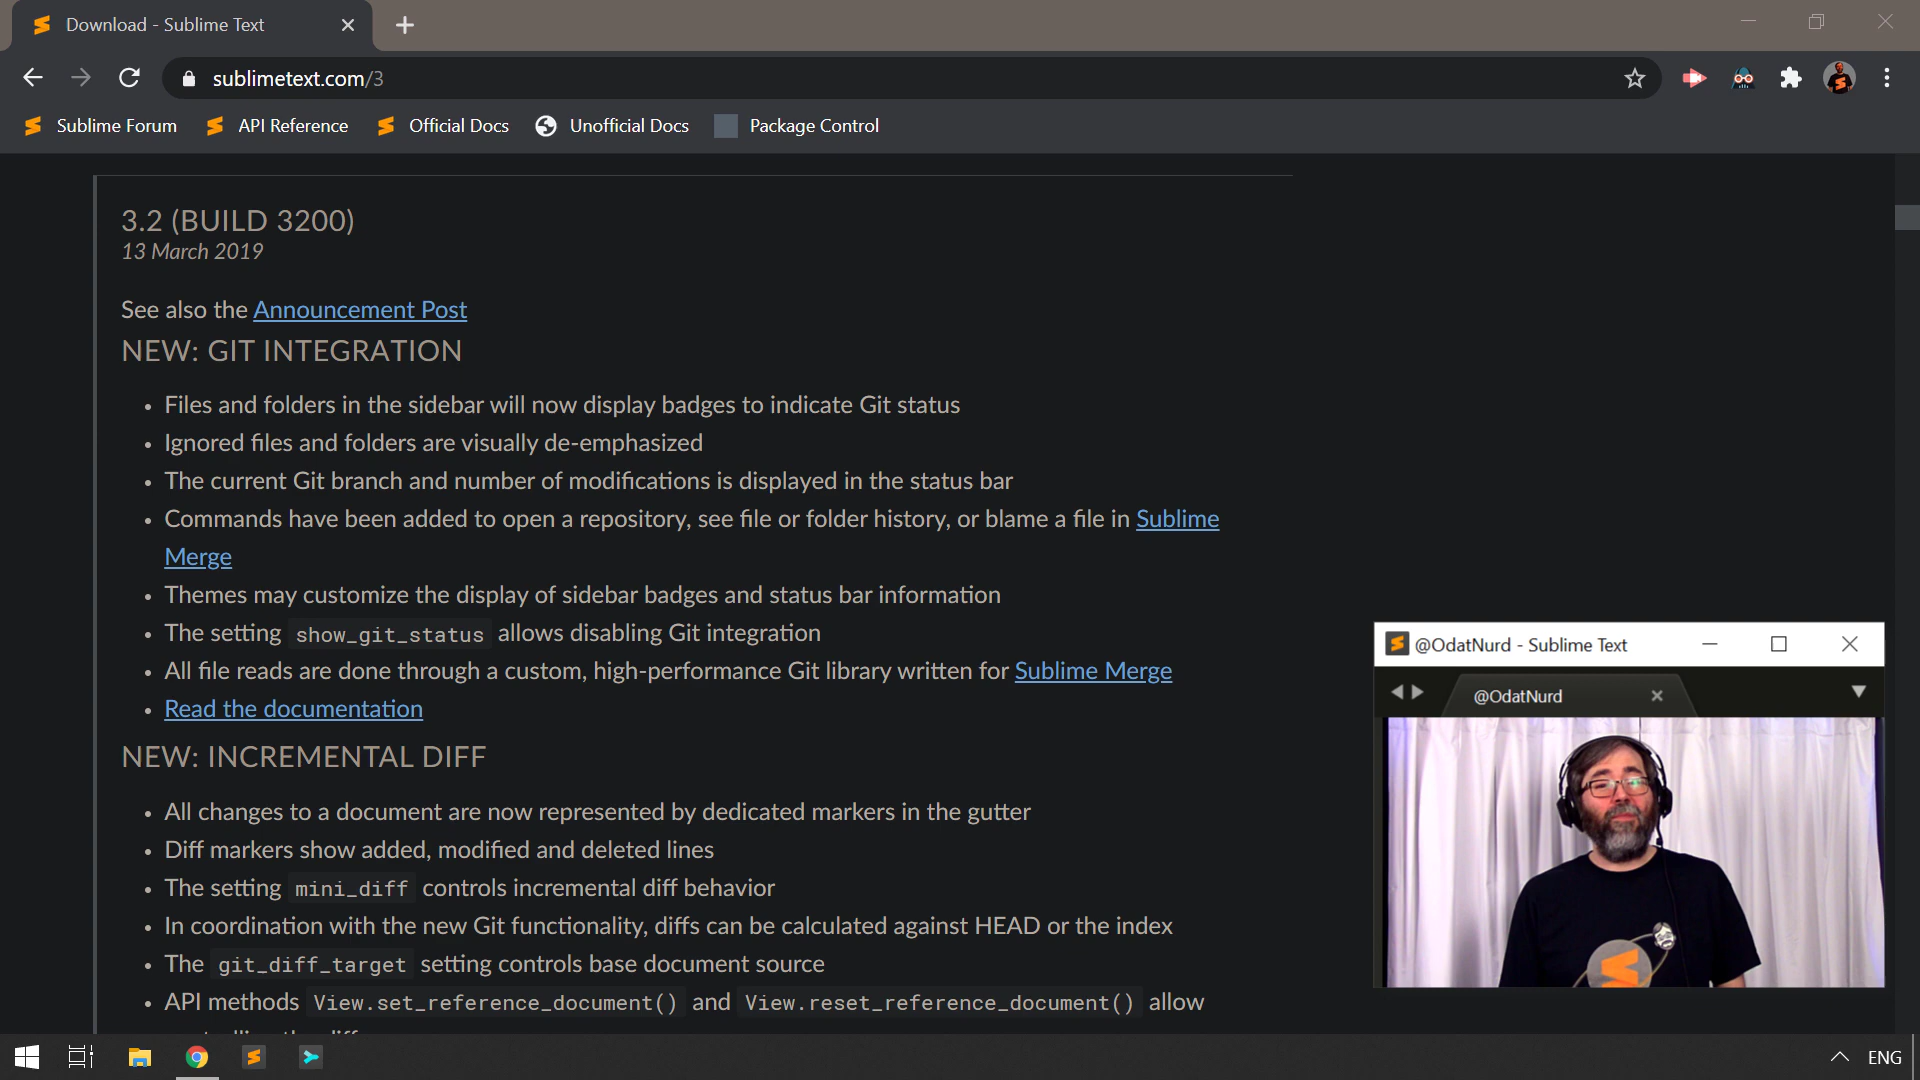 Download - Sublime Text
sublimetext.com/3
Sublime Forum
API Reference
Official Docs
Unofficial Docs
Package Control
3.2 (BUILD 3200)
13 March 2019
See also the Announcement Post
NEW: GIT INTEGRATION
• Files and folders in the sidebar will now display badges to indicate Git status
• Ignored files and folders are visually de-emphasized
• The current Git branch and number of modifications is displayed in the status bar
• Commands have been added to open a repository, see file or folder history, or blame a file in Sublime
Merge
• Themes may customize the display of sidebar badges and status bar information
• The setting show_git_status allows disabling Git integration
• All file reads are done through a custom, high-performance Git library written for Sublime Merge
• Read the documentation
NEW: INCREMENTAL DIFF
• All changes to a document are now represented by dedicated markers in the gutter
• Diff markers show added, modified and deleted lines
• The setting mini_diff controls incremental diff behavior
• In coordination with the new Git functionality, diffs can be calculated against HEAD or the index
• The git_diff_target setting controls base document source
• API methods View.set_reference_document() and View.reset_reference_document() allow
@OdatNurd - Sublime Text
@OdatNurd
ENG